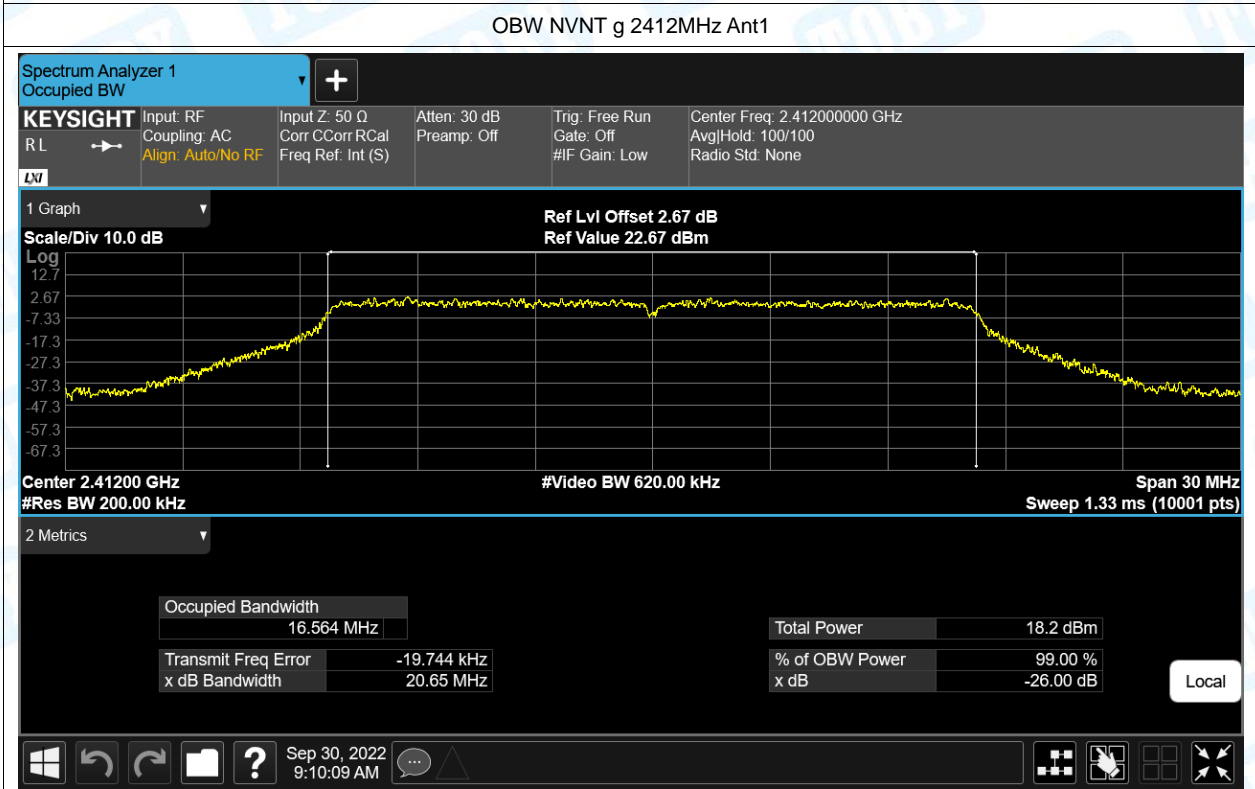 OBW NVNT g 2412MHz Ant1
Spectrum Analyzer 1
Occupied BW
KEYSIGHT
R L
LXI
Input: RF
Coupling: AC
Align: Auto/No RF
Input Z: 50 Ω
Corr CCorr RCal
Freq Ref: Int (S)
Atten: 30 dB
Preamp: Off
Trig: Free Run
Gate: Off
#IF Gain: Low
Center Freq: 2.412000000 GHz
Avg|Hold: 100/100
Radio Std: None
1 Graph
Scale/Div 10.0 dB
Ref Lvl Offset 2.67 dB
Ref Value 22.67 dBm
Log
12.7
2.67
-7.33
-17.3
-27.3
-37.3
-47.3
-57.3
-67.3
Center 2.41200 GHz
#Video BW 620.00 kHz
Span 30 MHz
#Res BW 200.00 kHz
Sweep 1.33 ms (10001 pts)
2 Metrics
Occupied Bandwidth
16.564 MHz
Total Power 18.2 dBm
Transmit Freq Error -19.744 kHz
% of OBW Power 99.00 %
x dB Bandwidth 20.65 MHz
x dB -26.00 dB
Local
Sep 30, 2022
9:10:09 AM